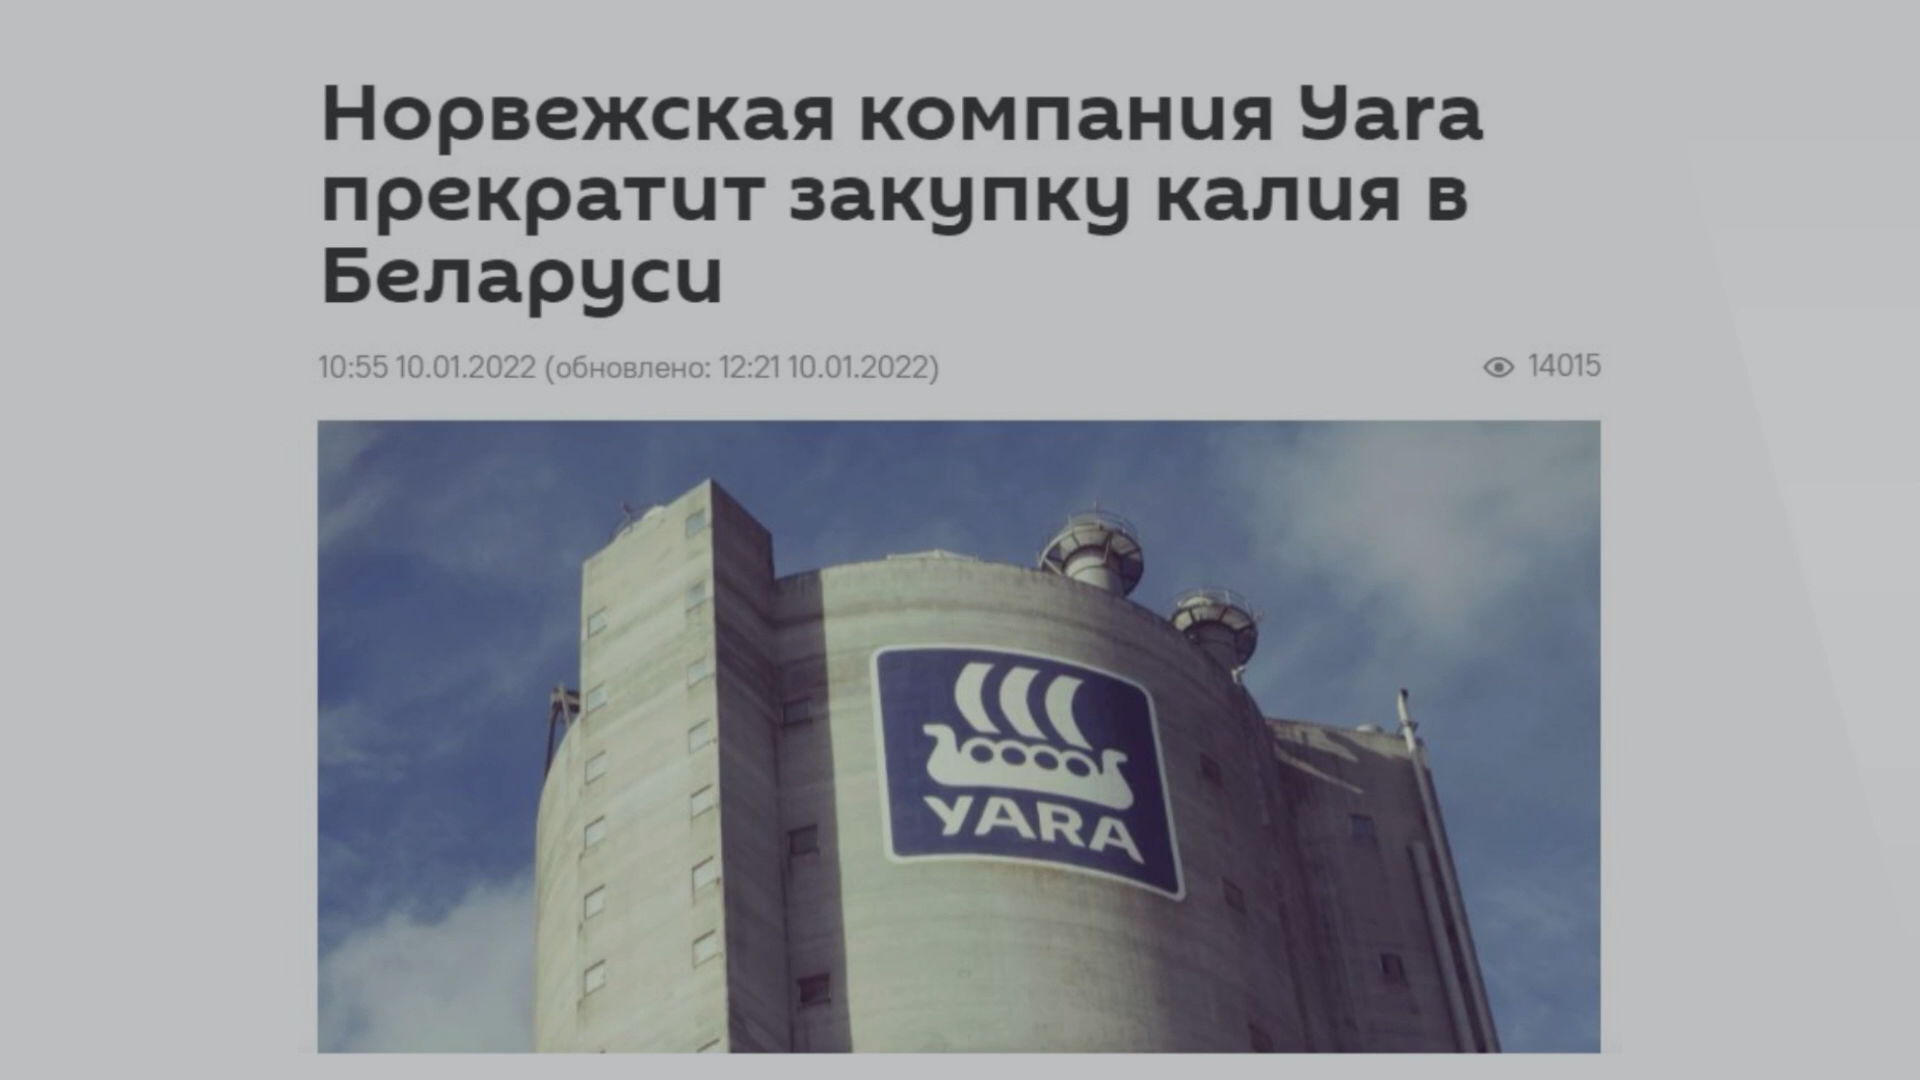 Норвежская компания Yara
прекратит закупку калия в
Беларуси
10:55 10.01.2022 (обновлено: 12:21 10.01.2022)
14015
YARA